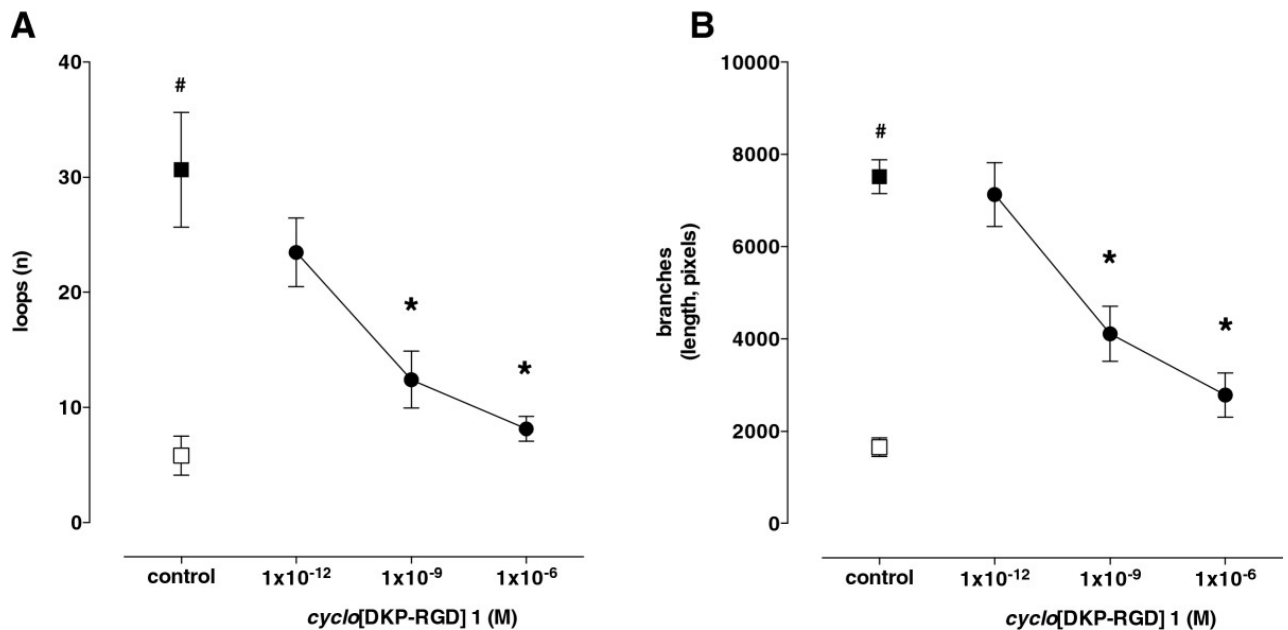 A
40
30
20
10
0
loops (n)
#
*
*
control
1x10⁻¹²
1x10⁻⁹
1x10⁻⁶
cyclo[DKP-RGD] 1 (M)
B
10000
8000
6000
4000
2000
0
branches
(length, pixels)
#
*
*
control
1x10⁻¹²
1x10⁻⁹
1x10⁻⁶
cyclo[DKP-RGD] 1 (M)